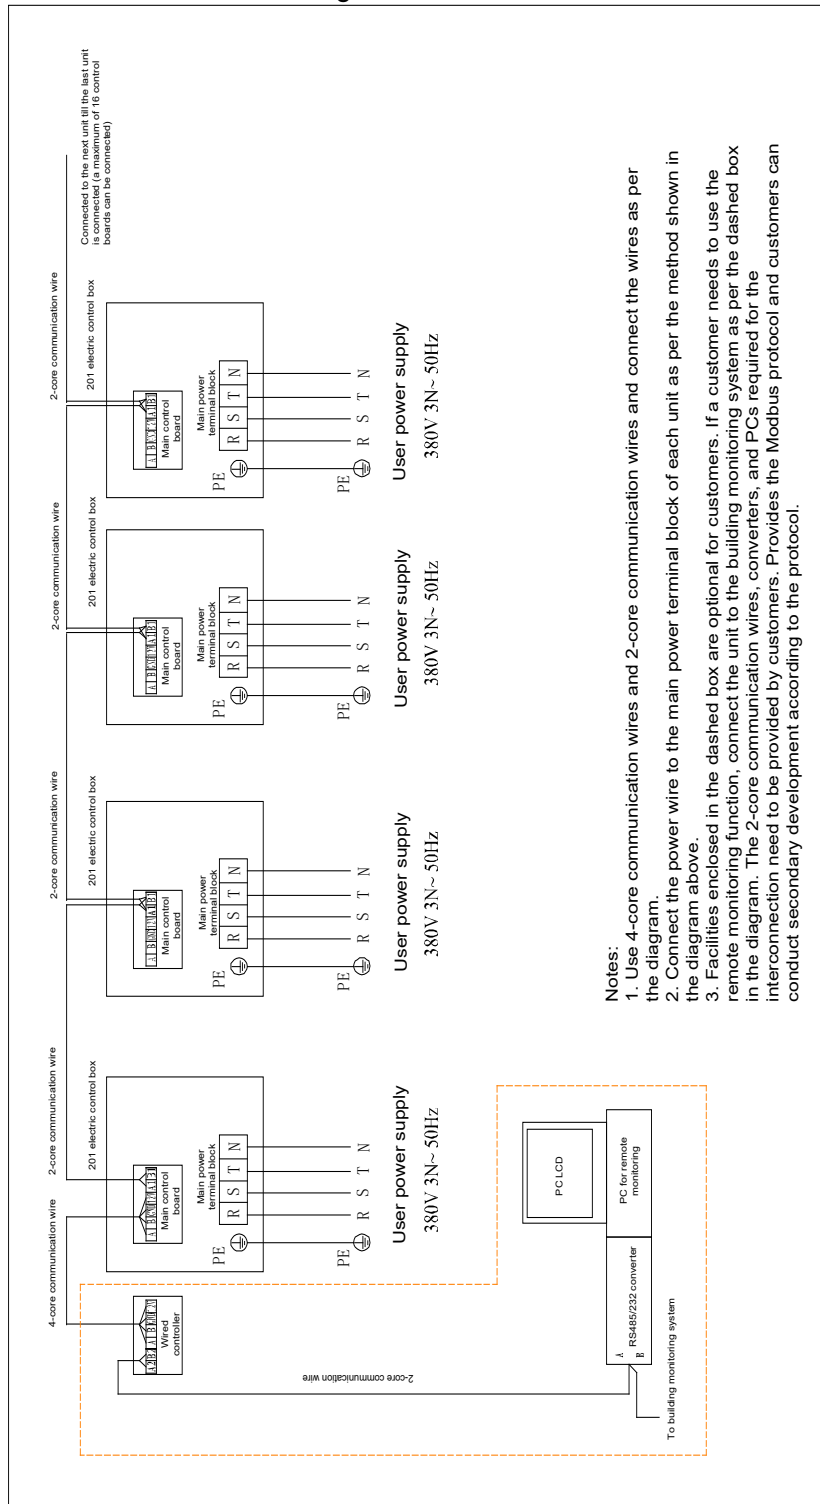 4-core communication wire
2-core communication wire
2-core communication wire
2-core communication wire
2-core communication wire
Connected to the next unit till the last unit
is connected (a maximum of 16 control
boards can be connected)
Wired
controller
201 electric control box
Main control
board
Main power
terminal block
PE
R S T N
PE R S T N
User power supply
380V 3N~ 50Hz
201 electric control box
Main control
board
Main power
terminal block
PE
R S T N
PE R S T N
User power supply
380V 3N~ 50Hz
201 electric control box
Main control
board
Main power
terminal block
PE
R S T N
PE R S T N
User power supply
380V 3N~ 50Hz
201 electric control box
Main control
board
Main power
terminal block
PE
R S T N
PE R S T N
User power supply
380V 3N~ 50Hz
2-core communication wire
PC LCD
A
B
RS485/232 converter
PC for remote
monitoring
To building monitoring system
Notes:
1. Use 4-core communication wires and 2-core communication wires and connect the wires as per
the diagram.
2. Connect the power wire to the main power terminal block of each unit as per the method shown in
the diagram above.
3. Facilities enclosed in the dashed box are optional for customers. If a customer needs to use the
remote monitoring function, connect the unit to the building monitoring system as per the dashed box
in the diagram. The 2-core communication wires, converters, and PCs required for the
interconnection need to be provided by customers. Provides the Modbus protocol and customers can
conduct secondary development according to the protocol.